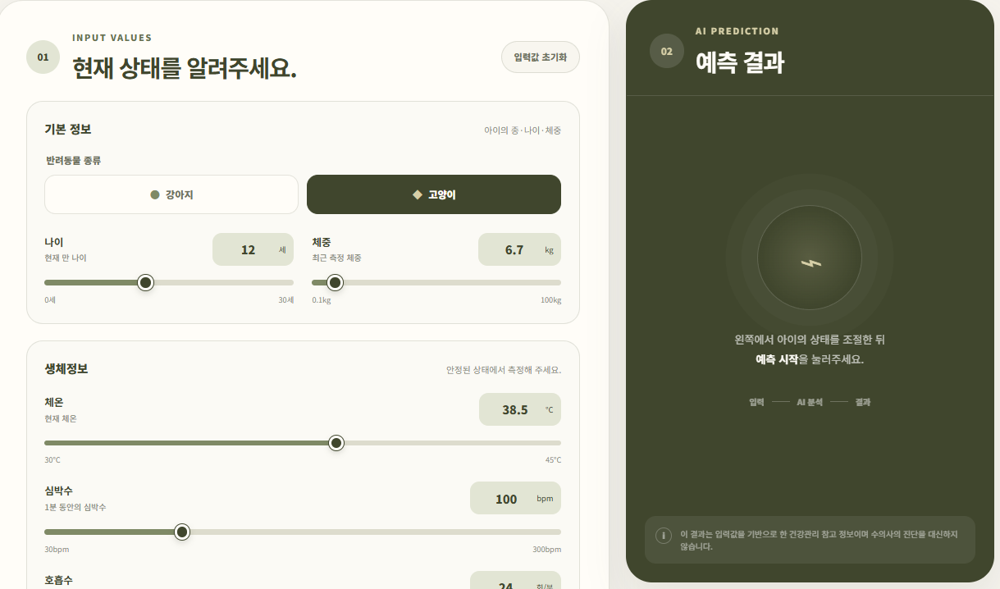 01
INPUT VALUES
현재 상태를 알려주세요.
입력값 초기화
기본 정보
아이의 종·나이·체중
반려동물 종류
강아지
고양이
나이
현재 만 나이
12 세
0세
30세
체중
최근 측정 체중
6.7 kg
0.1kg
100kg
생체정보
안정된 상태에서 측정해 주세요.
체온
현재 체온
38.5 °C
30°C
45°C
심박수
1분 동안의 심박수
100 bpm
30bpm
300bpm
호흡수
24 회/분
02
AI PREDICTION
예측 결과
왼쪽에서 아이의 상태를 조절한 뒤
예측 시작을 눌러주세요.
입력
AI 분석
결과
i
이 결과는 입력값을 기반으로 한 건강관리 참고 정보이며 수의사의 진단을 대신하지
않습니다.